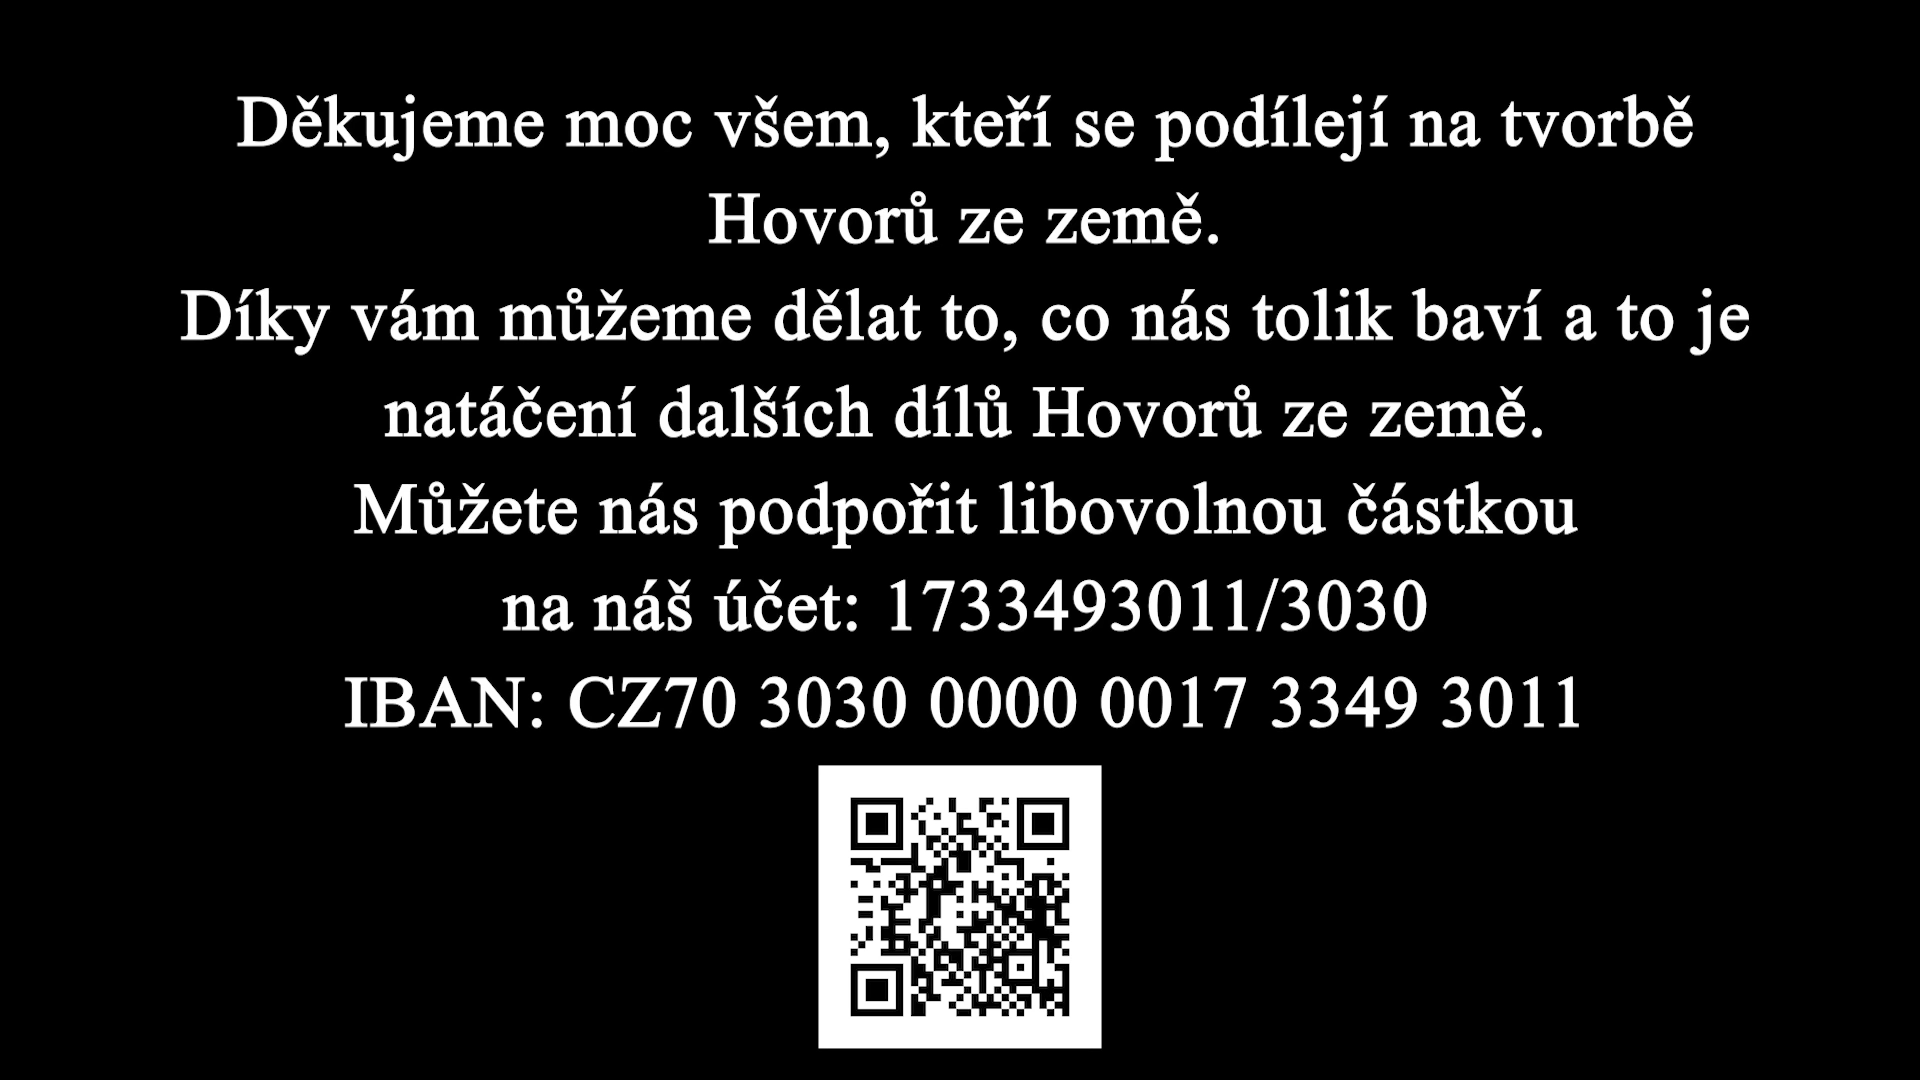 Děkujeme moc všem, kteří se podílejí na tvorbě
Hovorů ze země.
Díky vám můžeme dělat to, co nás tolik baví a to je
natáčení dalších dílů Hovorů ze země.
Můžete nás podpořit libovolnou částkou
na náš účet: 1733493011/3030
IBAN: CZ70 3030 0000 0017 3349 3011